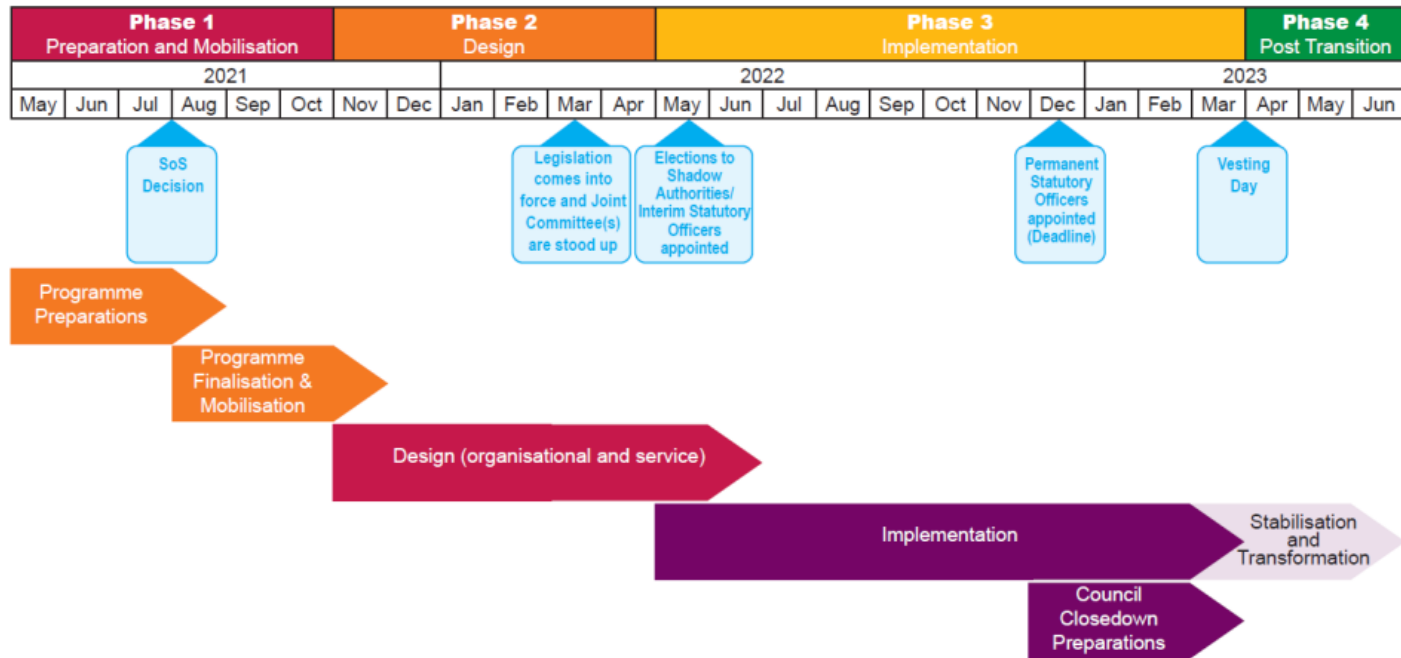 Phase 1
Preparation and Mobilisation
Phase 2
Design
Phase 3
Implementation
Phase 4
Post Transition
2021
2022
2023
May Jun Jul Aug Sep Oct Nov Dec Jan Feb Mar Apr May Jun Jul Aug Sep Oct Nov Dec Jan Feb Mar Apr May Jun
SoS
Decision
Legislation
comes into
force and Joint
Committee(s)
are stood up
Elections to
Shadow
Authorities/
Interim Statutory
Officers
appointed
Permanent
Statutory
Officers
appointed
(Deadline)
Vesting
Day
Programme
Preparations
Programme
Finalisation &
Mobilisation
Design (organisational and service)
Implementation
Stabilisation
and
Transformation
Council
Closedown
Preparations